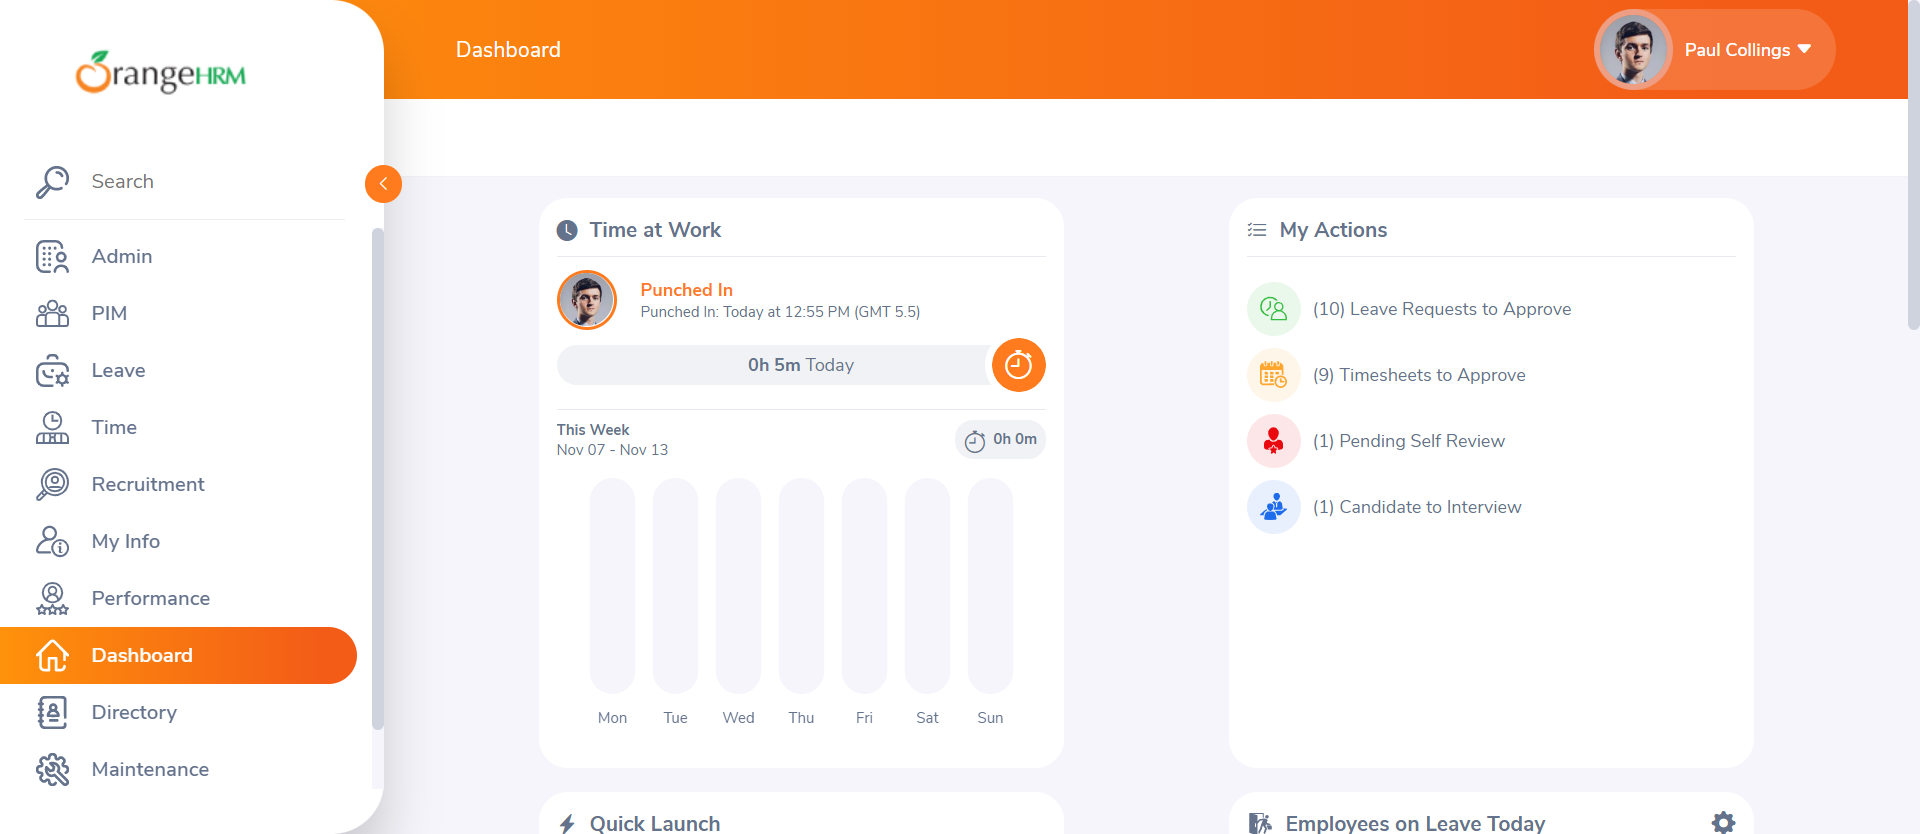 OrangeHRM
Search
Admin
PIM
Leave
Time
Recruitment
My Info
Performance
Dashboard
Directory
Maintenance
Dashboard
Paul Collings
Time at Work
Punched In
Punched In: Today at 12:55 PM (GMT 5.5)
0h 5m Today
This Week
Nov 07 - Nov 13
0h 0m
Mon Tue Wed Thu Fri Sat Sun
My Actions
(10) Leave Requests to Approve
(9) Timesheets to Approve
(1) Pending Self Review
(1) Candidate to Interview
Quick Launch
Employees on Leave Today